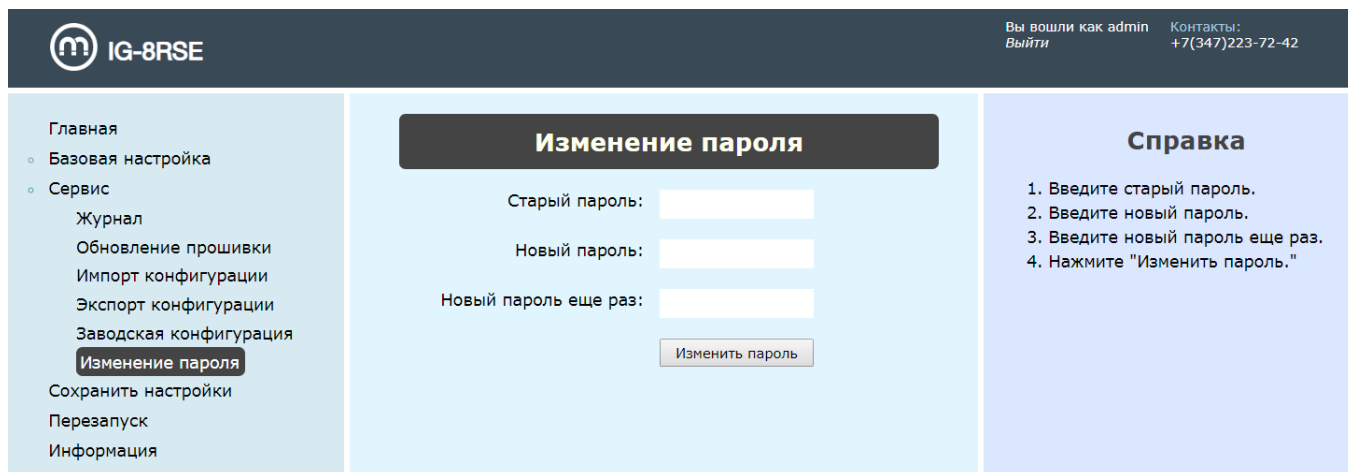 IG-8RSE
Вы вошли как admin
Выйти
Контакты:
+7(347)223-72-42
Главная
Базовая настройка
Сервис
Журнал
Обновление прошивки
Импорт конфигурации
Экспорт конфигурации
Заводская конфигурация
Изменение пароля
Сохранить настройки
Перезапуск
Информация
Изменение пароля
Старый пароль:
Новый пароль:
Новый пароль еще раз:
Изменить пароль
Справка
1. Введите старый пароль.
2. Введите новый пароль.
3. Введите новый пароль еще раз.
4. Нажмите "Изменить пароль."